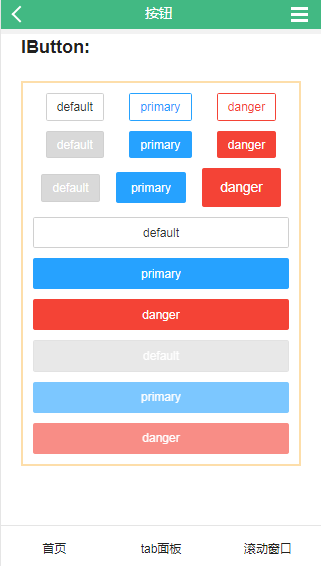 按钮
IButton:
default primary danger
default primary danger
default primary danger
default
primary
danger
default
primary
danger
首页 tab面板 滚动窗口